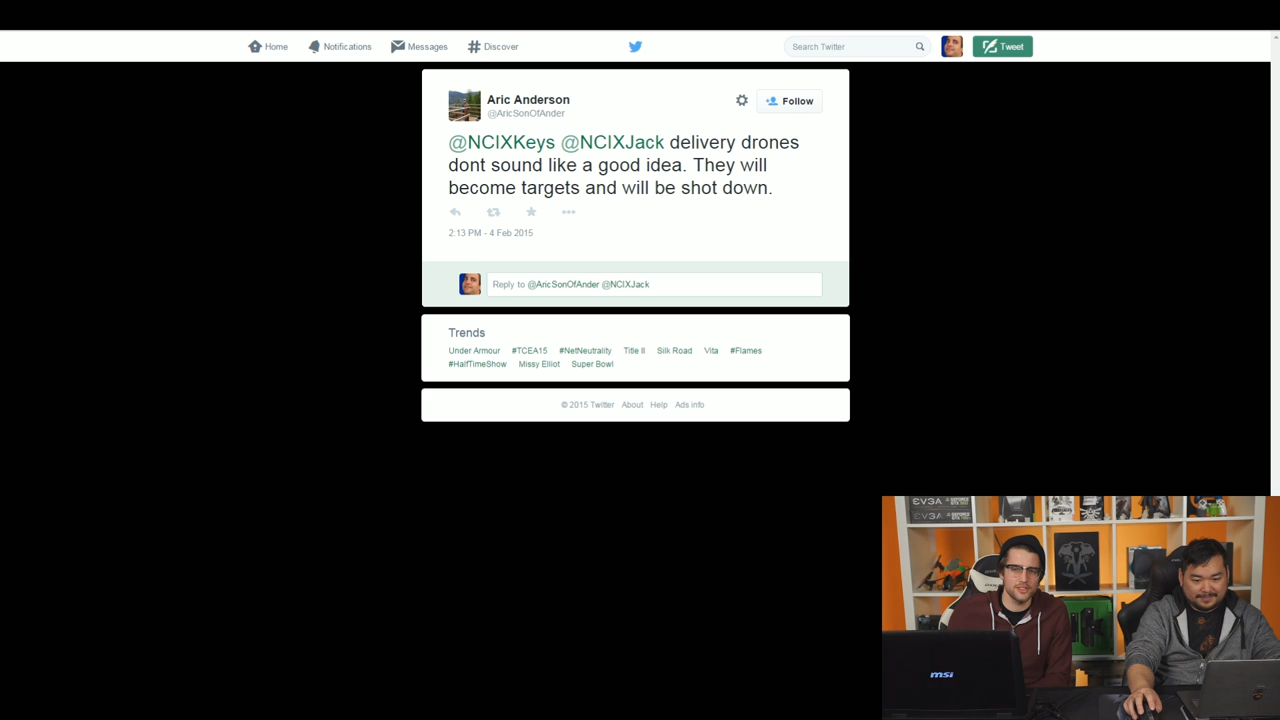 Home Notifications Messages Discover Search Twitter Tweet
Aric Anderson
@AricSonOfAnder
Follow
@NCIXKeys @NCIXJack delivery drones
dont sound like a good idea. They will
become targets and will be shot down.
2:13 PM - 4 Feb 2015
Reply to @AricSonOfAnder @NCIXJack
Trends
Under Armour #TCEA15 #NetNeutrality Title II Silk Road Vita #Flames
#HalfTimeShow Missy Elliot Super Bowl
© 2015 Twitter About Help Ads info
EVGA
EVGA
msi